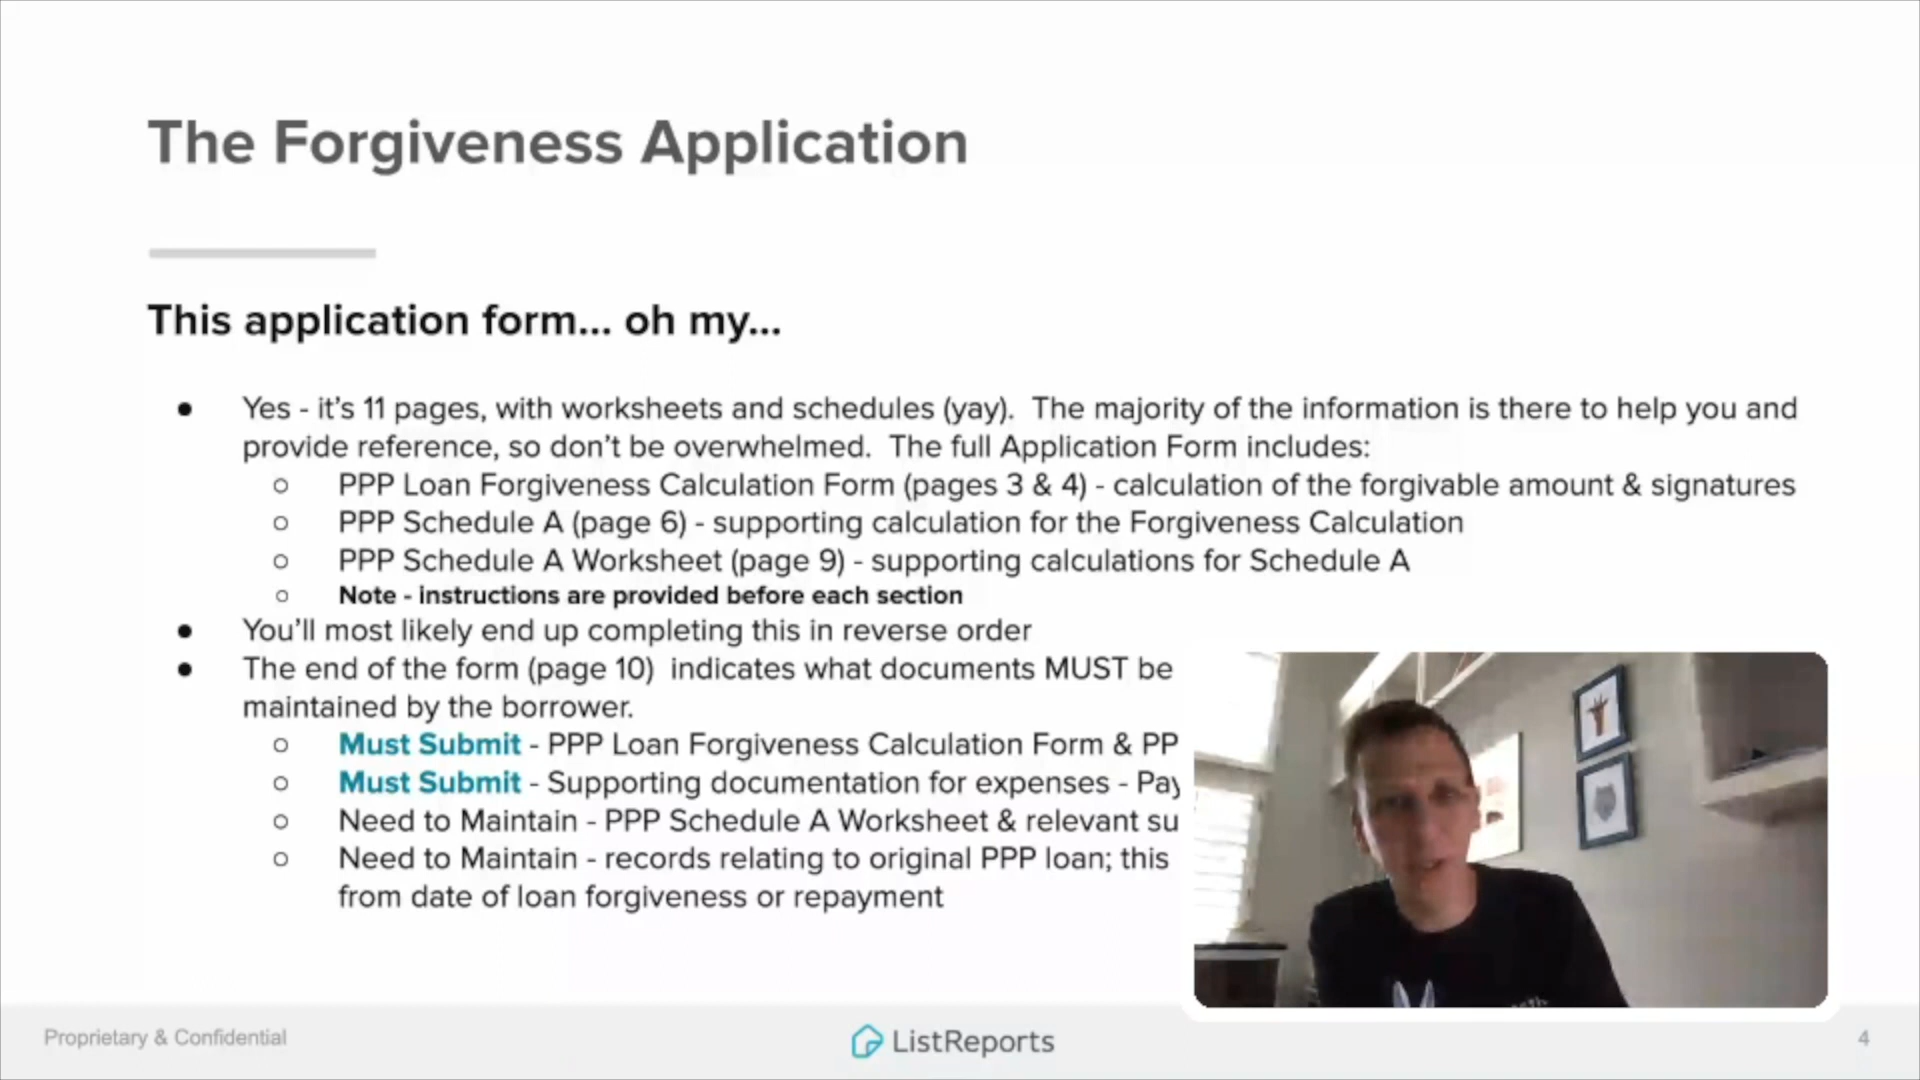 The Forgiveness Application
This application form... oh my...
● Yes - it's 11 pages, with worksheets and schedules (yay). The majority of the information is there to help you and
provide reference, so don't be overwhelmed. The full Application Form includes:
○ PPP Loan Forgiveness Calculation Form (pages 3 & 4) - calculation of the forgivable amount & signatures
○ PPP Schedule A (page 6) - supporting calculation for the Forgiveness Calculation
○ PPP Schedule A Worksheet (page 9) - supporting calculations for Schedule A
○ Note - instructions are provided before each section
● You'll most likely end up completing this in reverse order
● The end of the form (page 10) indicates what documents MUST be
maintained by the borrower.
○ Must Submit - PPP Loan Forgiveness Calculation Form & PP
○ Must Submit - Supporting documentation for expenses - Pay
○ Need to Maintain - PPP Schedule A Worksheet & relevant su
○ Need to Maintain - records relating to original PPP loan; this
from date of loan forgiveness or repayment
Proprietary & Confidential
ListReports
4